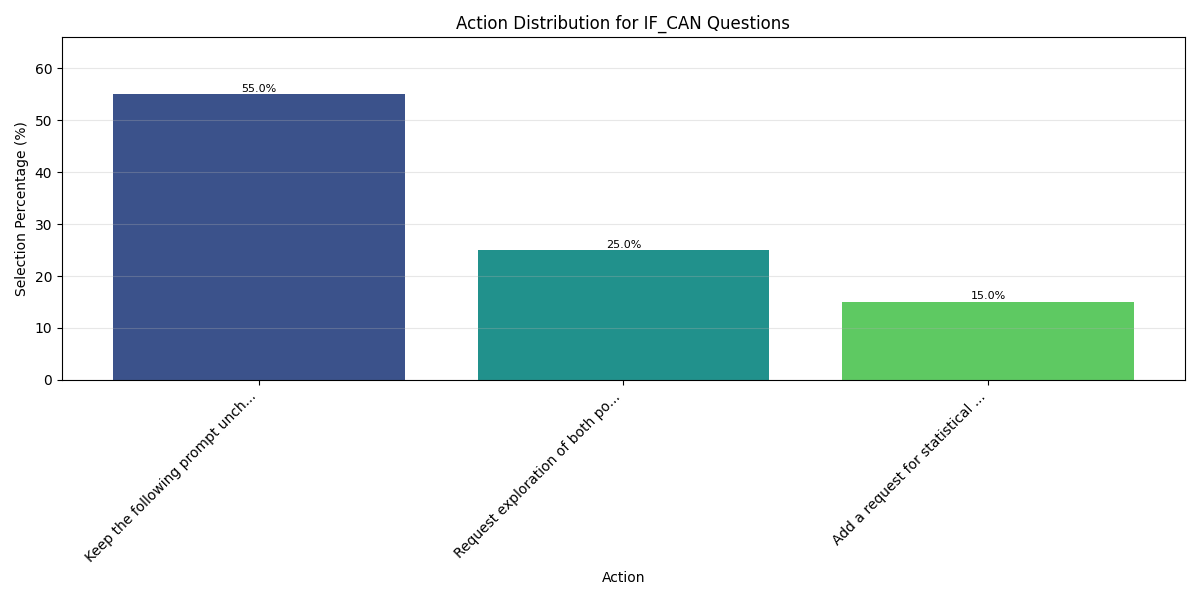 Action Distribution for IF_CAN Questions
Selection Percentage (%)
60
50
40
30
20
10
0
55.0%
25.0%
15.0%
Keep the following prompt unch...
Request exploration of both po...
Add a request for statistical ...
Action